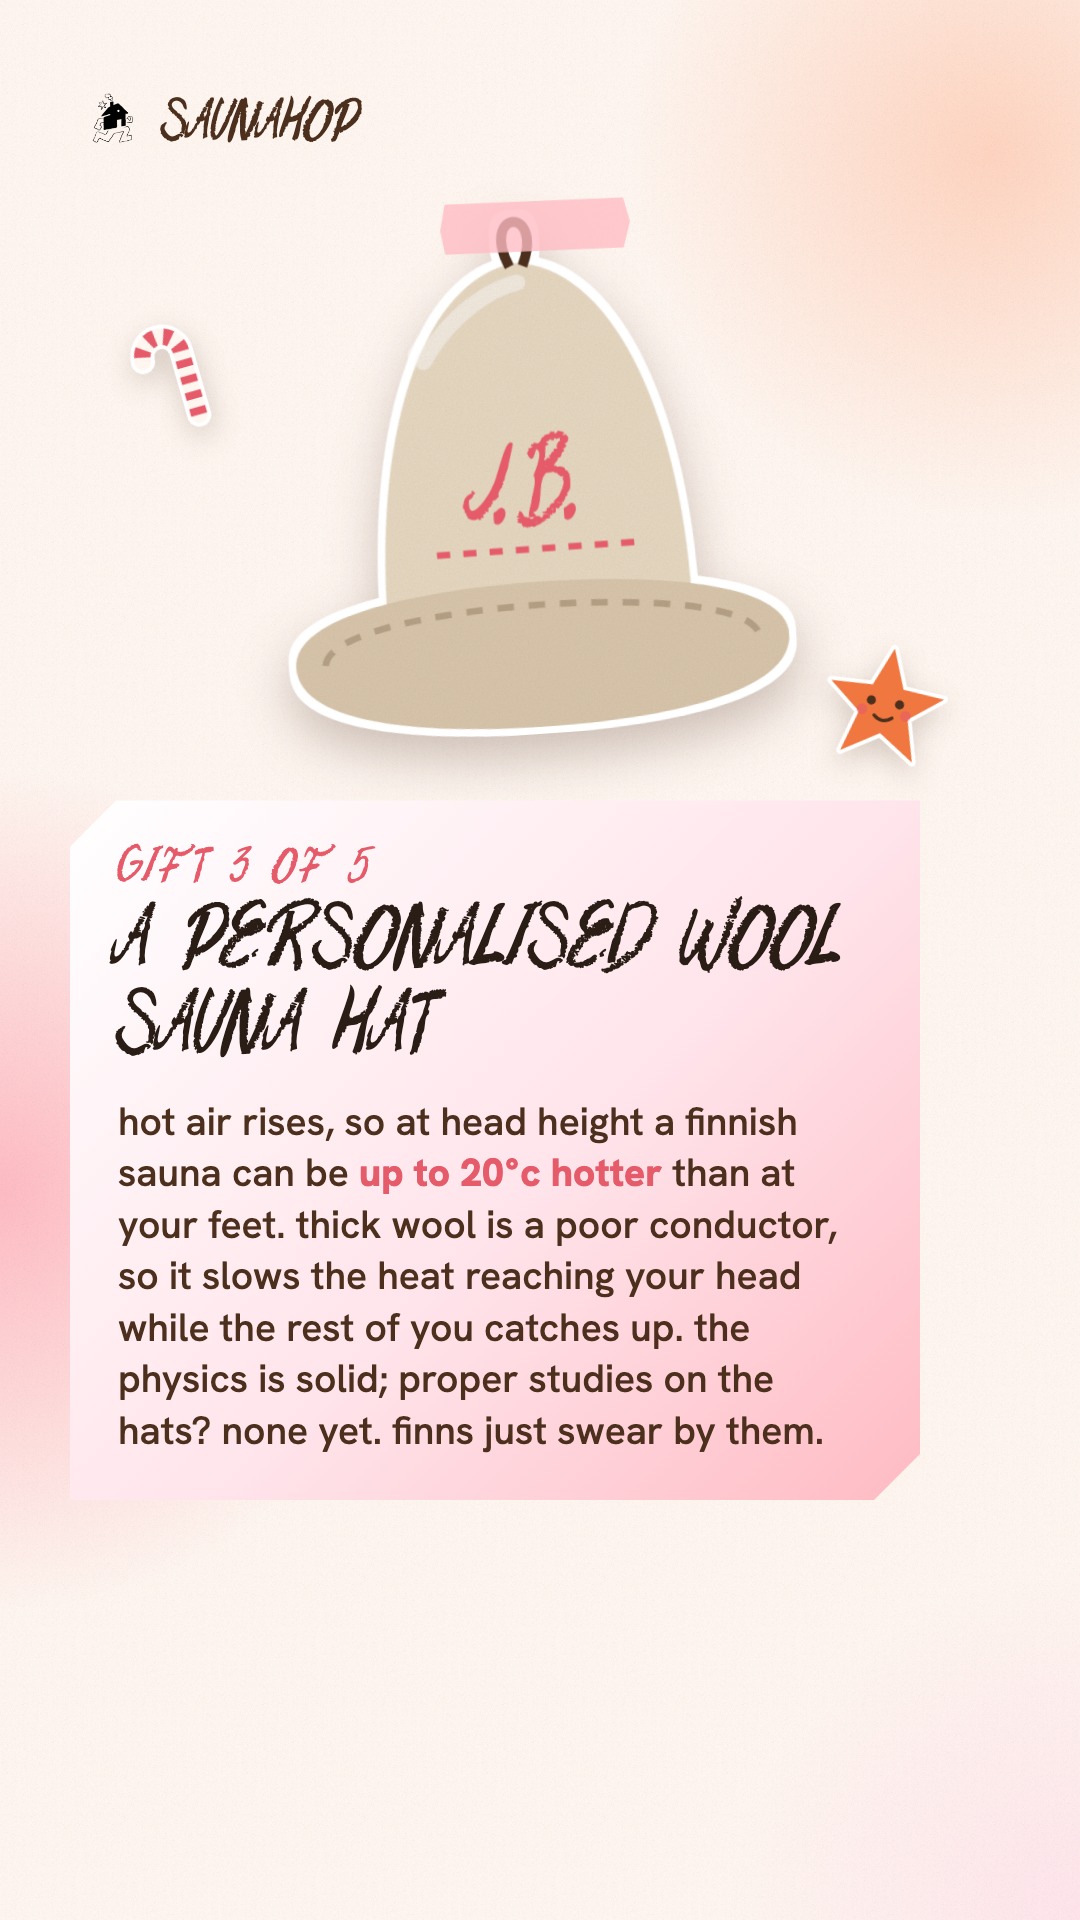 SAUNAHOP
J.B.
GIFT 3 OF 5
A PERSONALISED WOOL
SAUNA HAT
hot air rises, so at head height a finnish
sauna can be up to 20°c hotter than at
your feet. thick wool is a poor conductor,
so it slows the heat reaching your head
while the rest of you catches up. the
physics is solid; proper studies on the
hats? none yet. finns just swear by them.